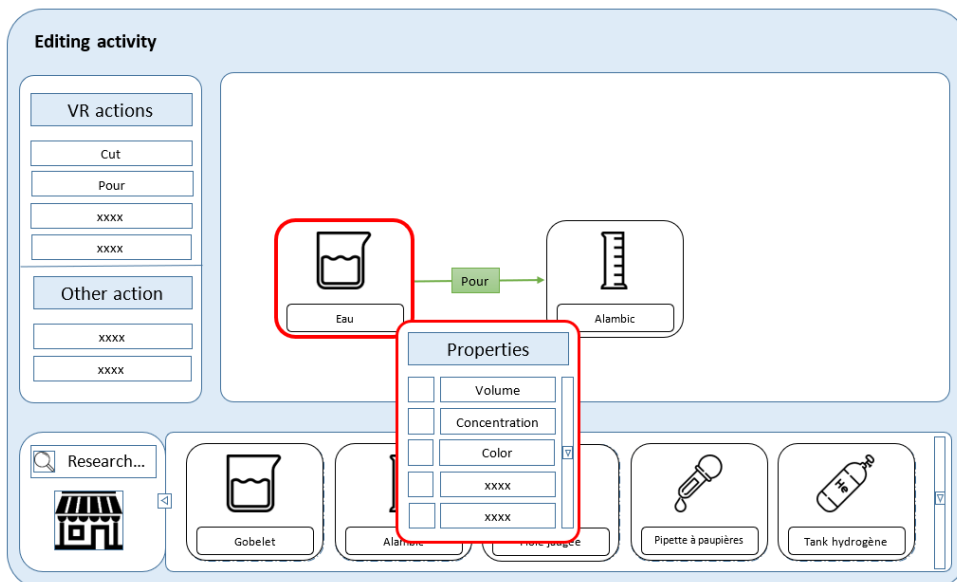 Editing activity
VR actions
Cut
Pour
xxxx
xxxx
Other action
xxxx
xxxx
Eau
Pour
Alambic
Properties
Volume
Concentration
Color
xxxx
xxxx
Research...
Gobelet
Alambic
Pipette à paupières
Tank hydrogène
He